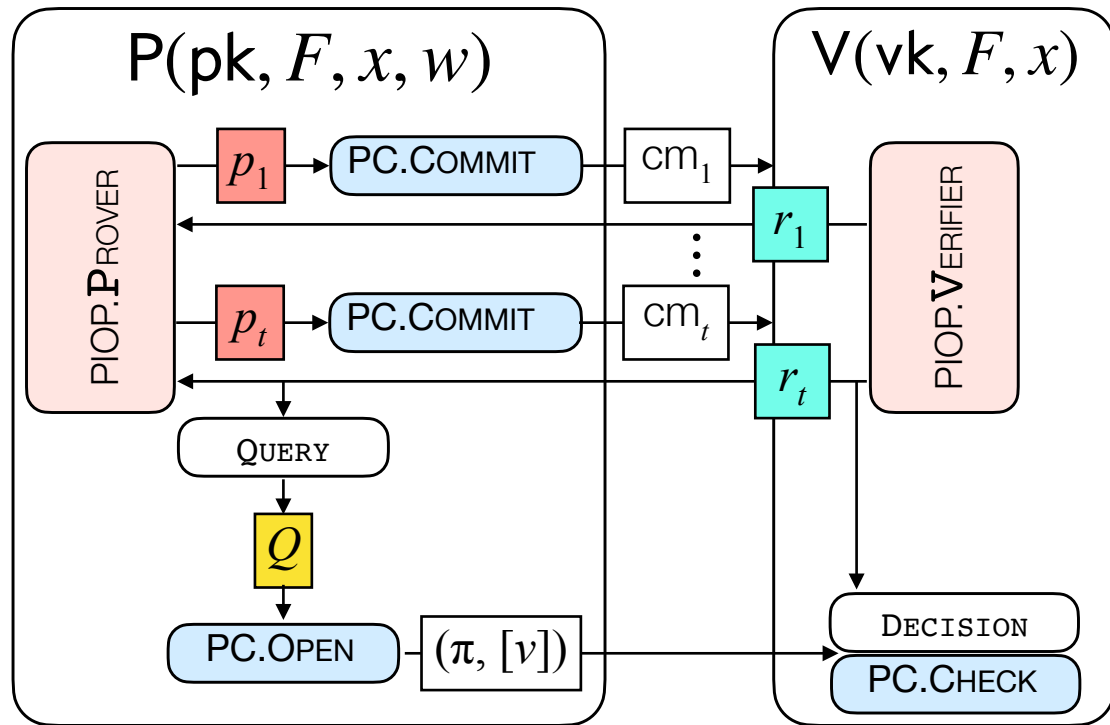 P(pk, F, x, w)
V(vk, F, x)
PIOP.PROVER
p₁
PC.COMMIT
cm₁
r₁
PIOP.VERIFIER
⋮
pₜ
PC.COMMIT
cmₜ
rₜ
QUERY
Q
PC.OPEN
(π, [v])
DECISION
PC.CHECK